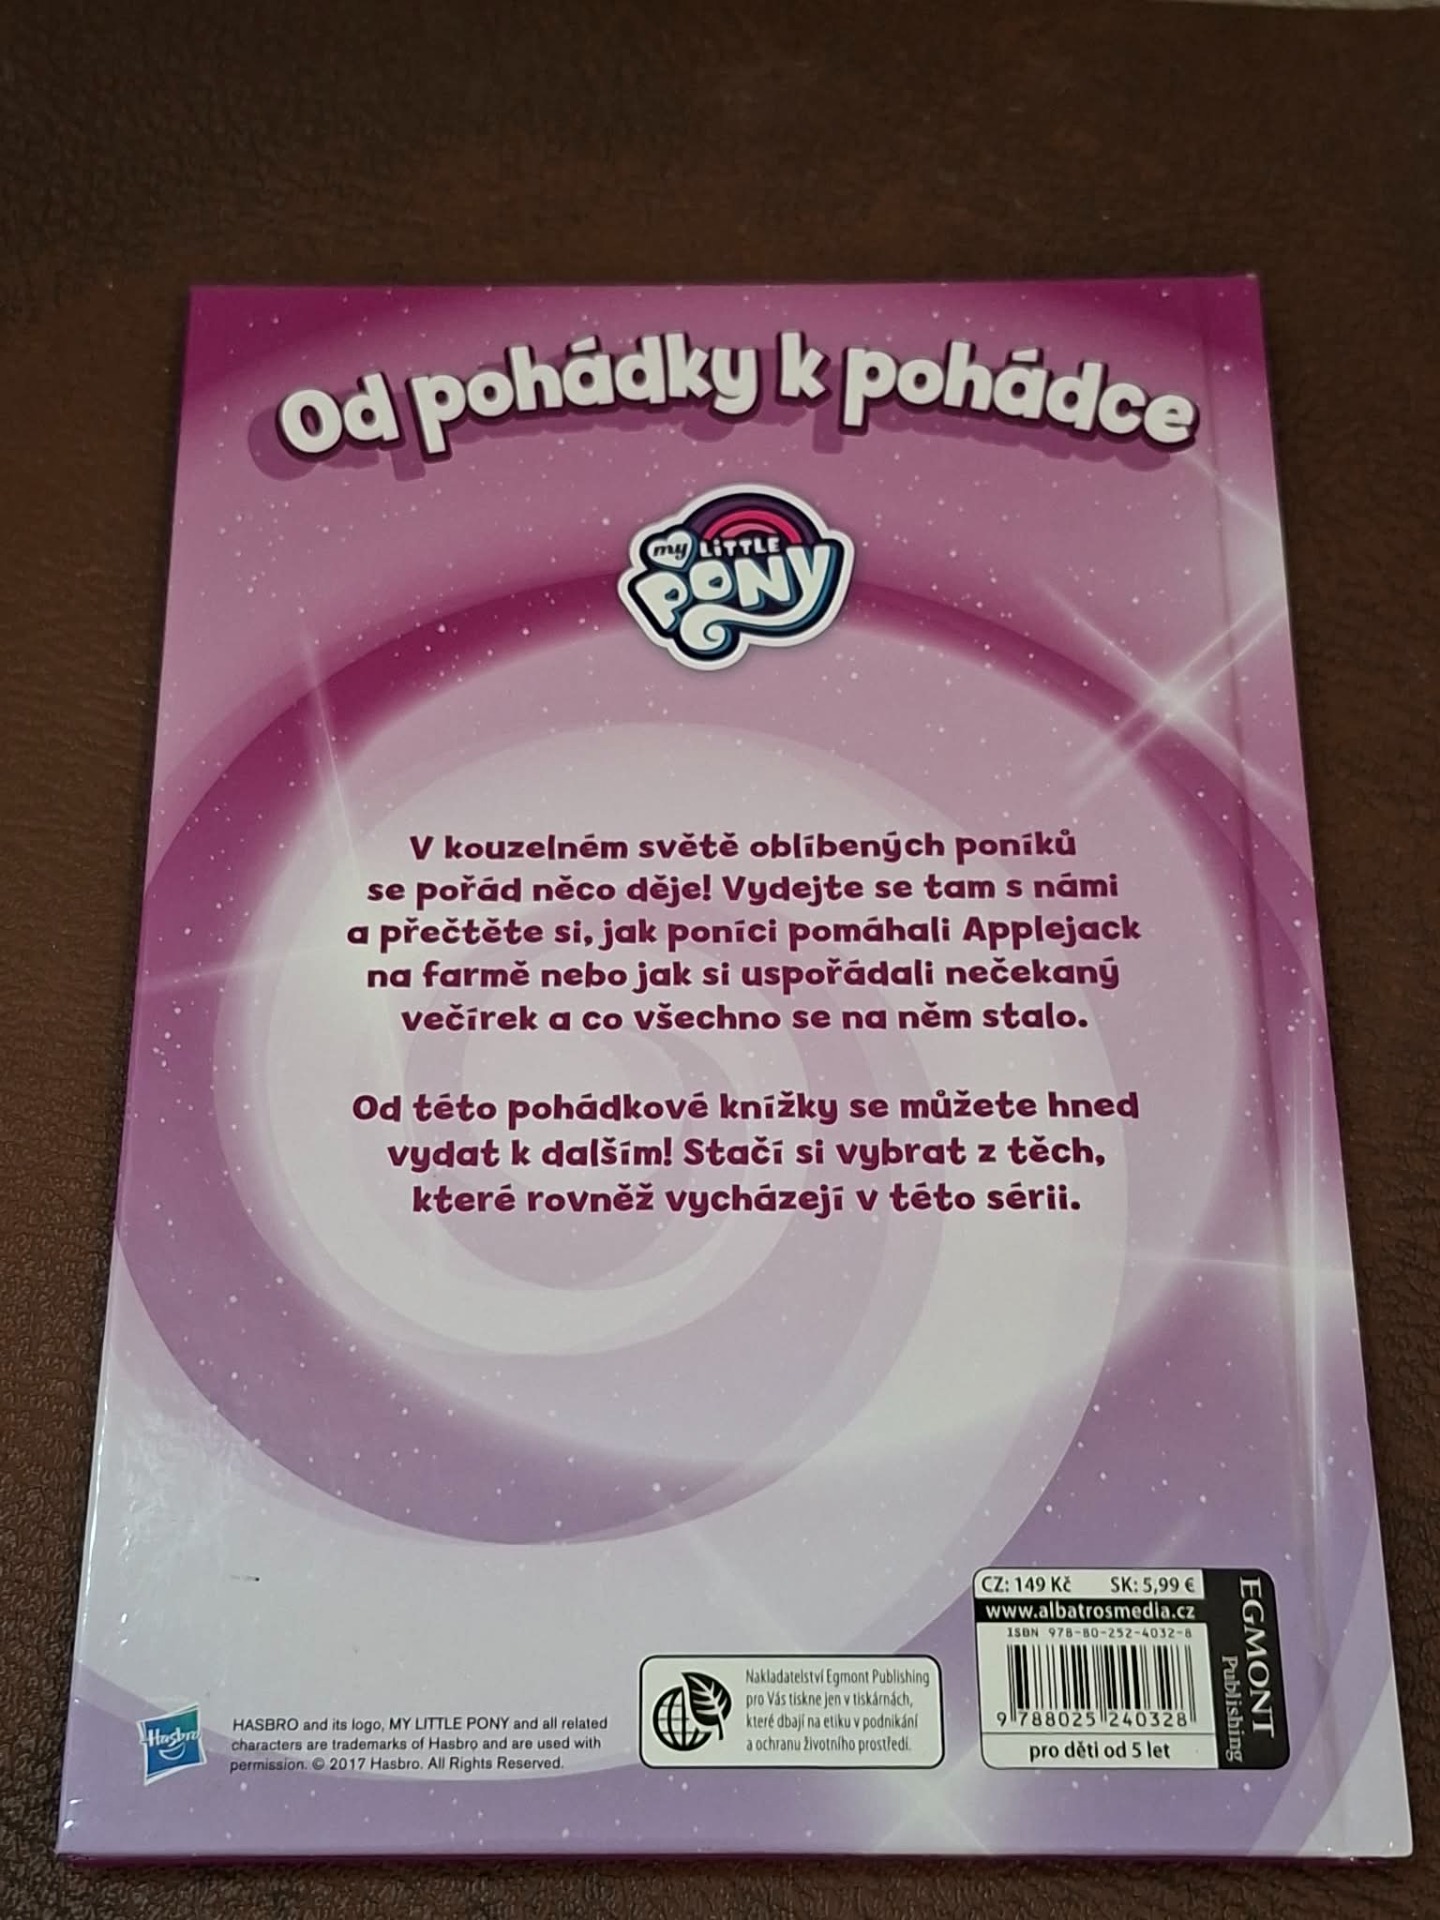 Od pohádky k pohádce
my LITTLE
PONY
V kouzelném světě oblíbených poníků
se pořád něco děje! Vydejte se tam s námi
a přečtěte si, jak poníci pomáhali Applejack
na farmě nebo jak si uspořádali nečekaný
večírek a co všechno se na něm stalo.
Od této pohádkové knížky se můžete hned
vydat k dalším! Stačí si vybrat z těch,
které rovněž vycházejí v této sérii.
Hasbro
HASBRO and its logo, MY LITTLE PONY and all related
characters are trademarks of Hasbro and are used with
permission. © 2017 Hasbro. All Rights Reserved.
Nakladatelství Egmont Publishing
pro Vás tiskne jen v tiskárnách,
které dbají na etiku v podnikání
a ochranu životního prostředí.
CZ: 149 Kč SK: 5,99 €
www.albatrosmedia.cz
ISBN 978-80-252-4032-8
9 788025 240328
pro děti od 5 let
EGMONT
Publishing